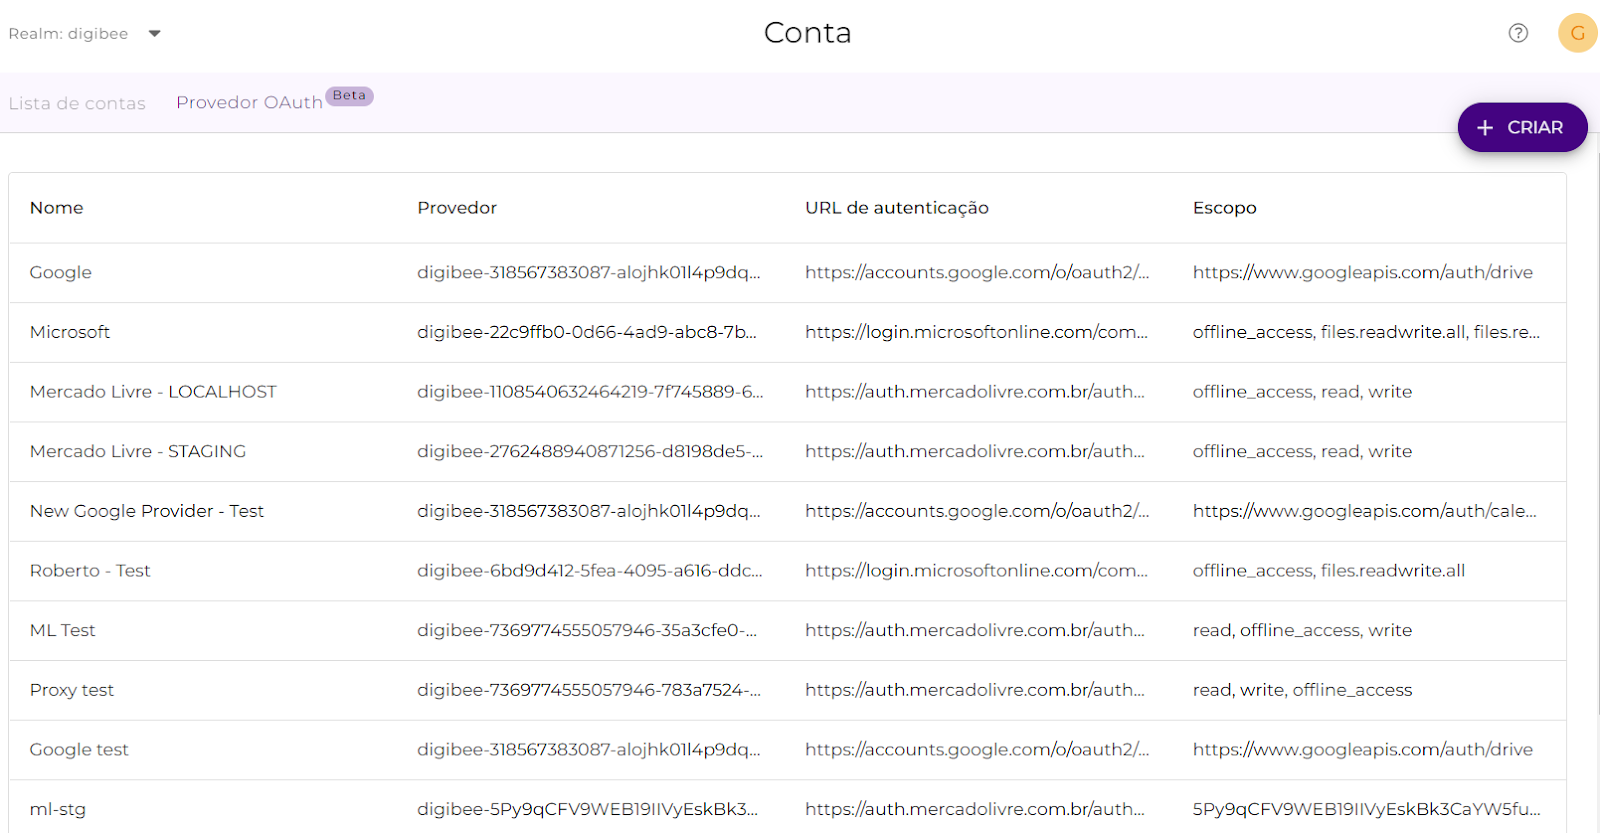 Realm: digibee
Conta
?
G
Lista de contas
Provedor OAuth Beta
+ CRIAR
Nome Provedor URL de autenticação Escopo
Google digibee-318567383087-alojhk01l4p9dq... https://accounts.google.com/o/oauth2/... https://www.googleapis.com/auth/drive
Microsoft digibee-22c9ffb0-0d66-4ad9-abc8-7b... https://login.microsoftonline.com/com... offline_access, files.readwrite.all, files.re...
Mercado Livre - LOCALHOST digibee-1108540632464219-7f745889-6... https://auth.mercadolivre.com.br/auth... offline_access, read, write
Mercado Livre - STAGING digibee-2762488940871256-d8198de5-... https://auth.mercadolivre.com.br/auth... offline_access, read, write
New Google Provider - Test digibee-318567383087-alojhk01l4p9dq... https://accounts.google.com/o/oauth2/... https://www.googleapis.com/auth/cale...
Roberto - Test digibee-6bd9d412-5fea-4095-a616-ddc... https://login.microsoftonline.com/com... offline_access, files.readwrite.all
ML Test digibee-7369774555057946-35a3cfe0-... https://auth.mercadolivre.com.br/auth... read, offline_access, write
Proxy test digibee-7369774555057946-783a7524-... https://auth.mercadolivre.com.br/auth... read, write, offline_access
Google test digibee-318567383087-alojhk01l4p9dq... https://accounts.google.com/o/oauth2/... https://www.googleapis.com/auth/drive
ml-stg digibee-5Py9qCFV9WEB19IIVyEskBk3... https://auth.mercadolivre.com.br/auth... 5Py9qCFV9WEB19IIVyEskBk3CaYW5fu...